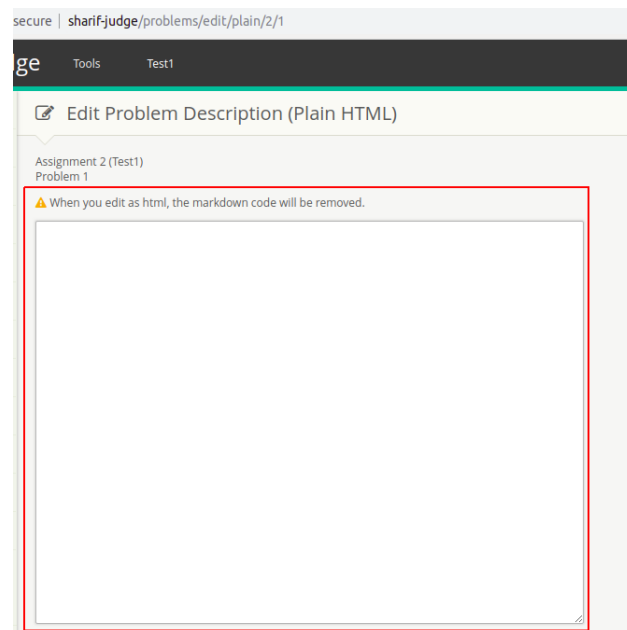 secure | sharif-judge/problems/edit/plain/2/1
ge Tools Test1
Edit Problem Description (Plain HTML)
Assignment 2 (Test1)
Problem 1
When you edit as html, the markdown code will be removed.